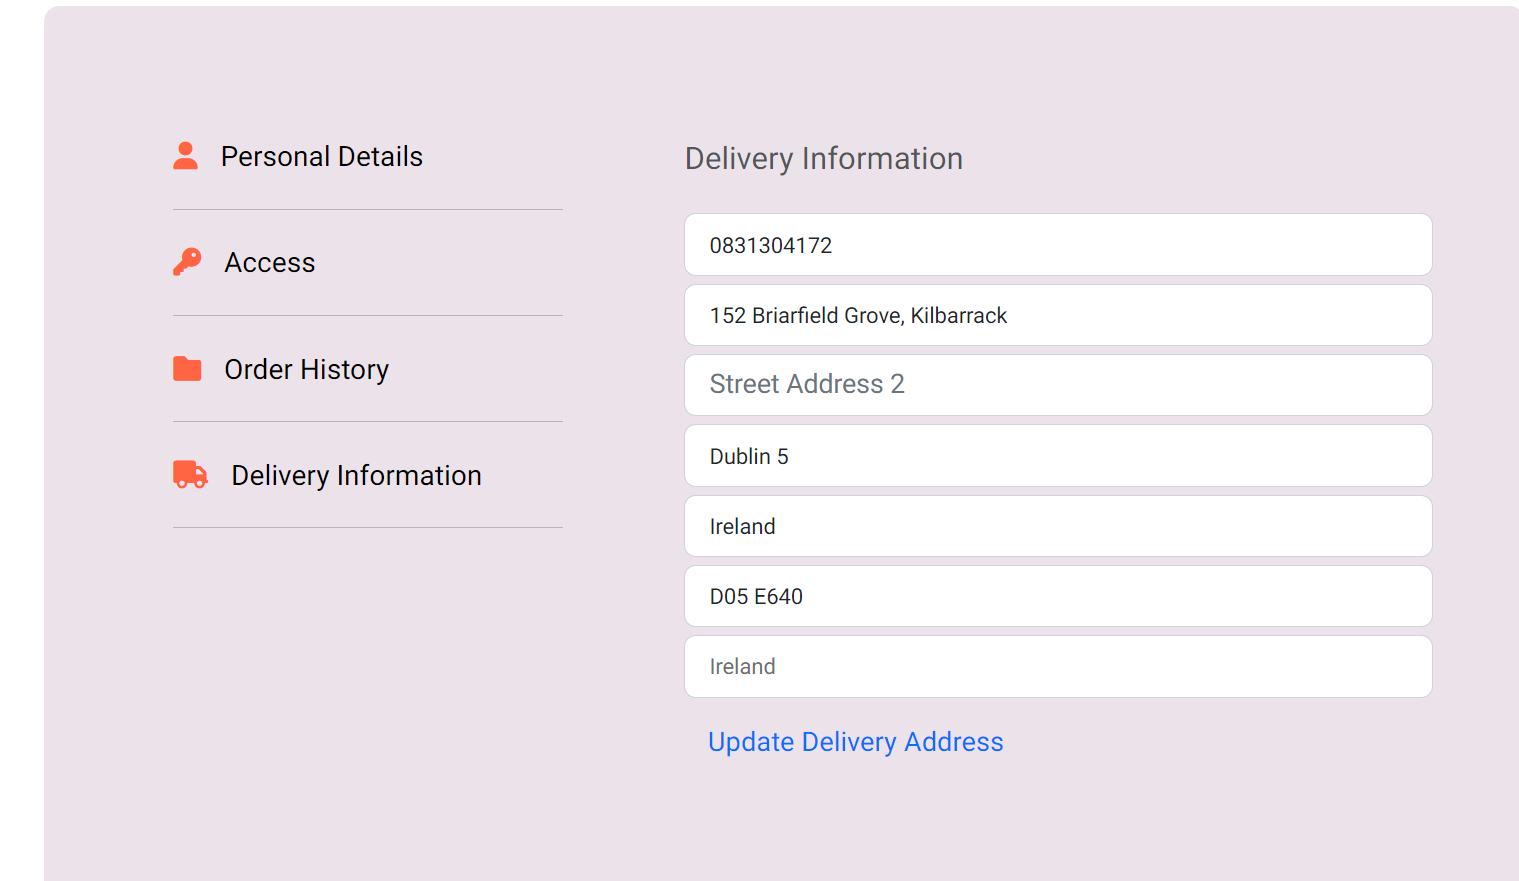 Personal Details
Access
Order History
Delivery Information
Delivery Information
0831304172
152 Briarfield Grove, Kilbarrack
Street Address 2
Dublin 5
Ireland
D05 E640
Ireland
Update Delivery Address